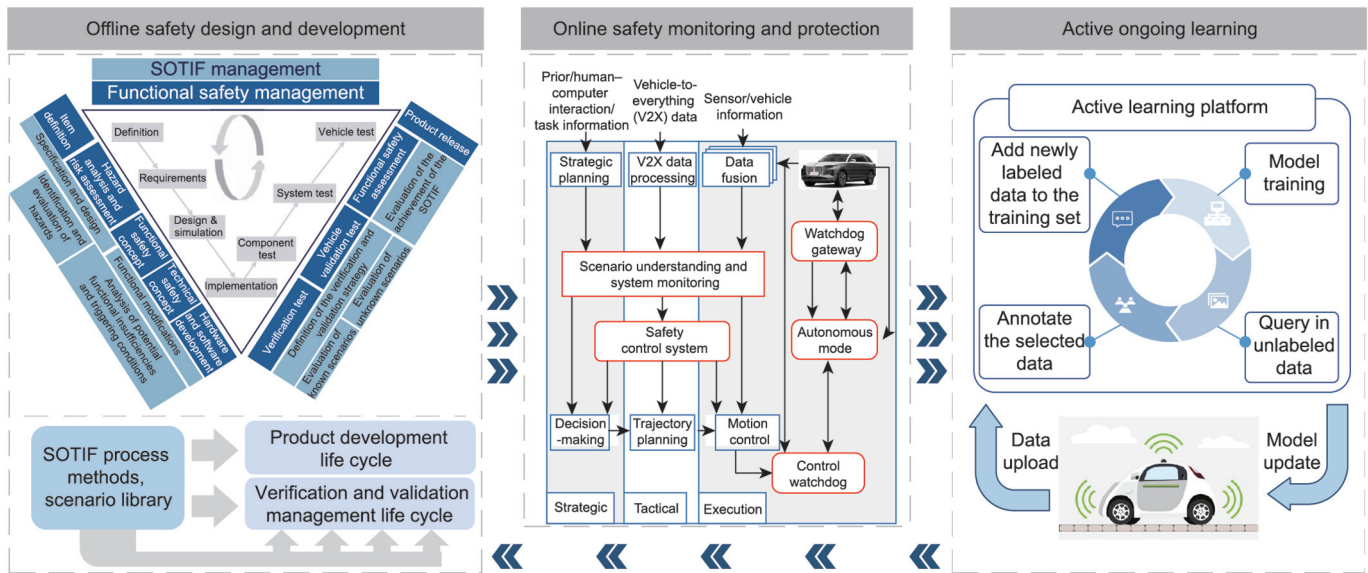 Offline safety design and development
SOTIF management
Functional safety management
Item
definition
Hazard
analysis and
risk assessment
Functional
safety concept
Technical
safety
concept
Hardware
and software
development
Specification and design
Identification and
evaluation of
hazards
Functional modifications
Analysis of potential
functional insufficiencies
and triggering conditions
Definition
Requirements
Design &
simulation
Implementation
Component
test
System test
Vehicle test
Product release
Functional safety
assessment
Vehicle
validation test
Verification test
Evaluation of the
achievement of the
SOTIF
Definition of the verification and
validation strategy
Evaluation of
unknown scenarios
Evaluation of
known scenarios
SOTIF process
methods,
scenario library
Product development
life cycle
Verification and validation
management life cycle
Online safety monitoring and protection
Prior/human–
computer
interaction/
task information
Vehicle-to-
everything
(V2X) data
Sensor/vehicle
information
Strategic
planning
V2X data
processing
Data
fusion
Watchdog
gateway
Scenario understanding and
system monitoring
Safety
control system
Autonomous
mode
Decision
-making
Trajectory
planning
Motion
control
Control
watchdog
Strategic
Tactical
Execution
Active ongoing learning
Active learning platform
Add newly
labeled
data to the
training set
Model
training
Annotate
the selected
data
Query in
unlabeled
data
Data
upload
Model
update